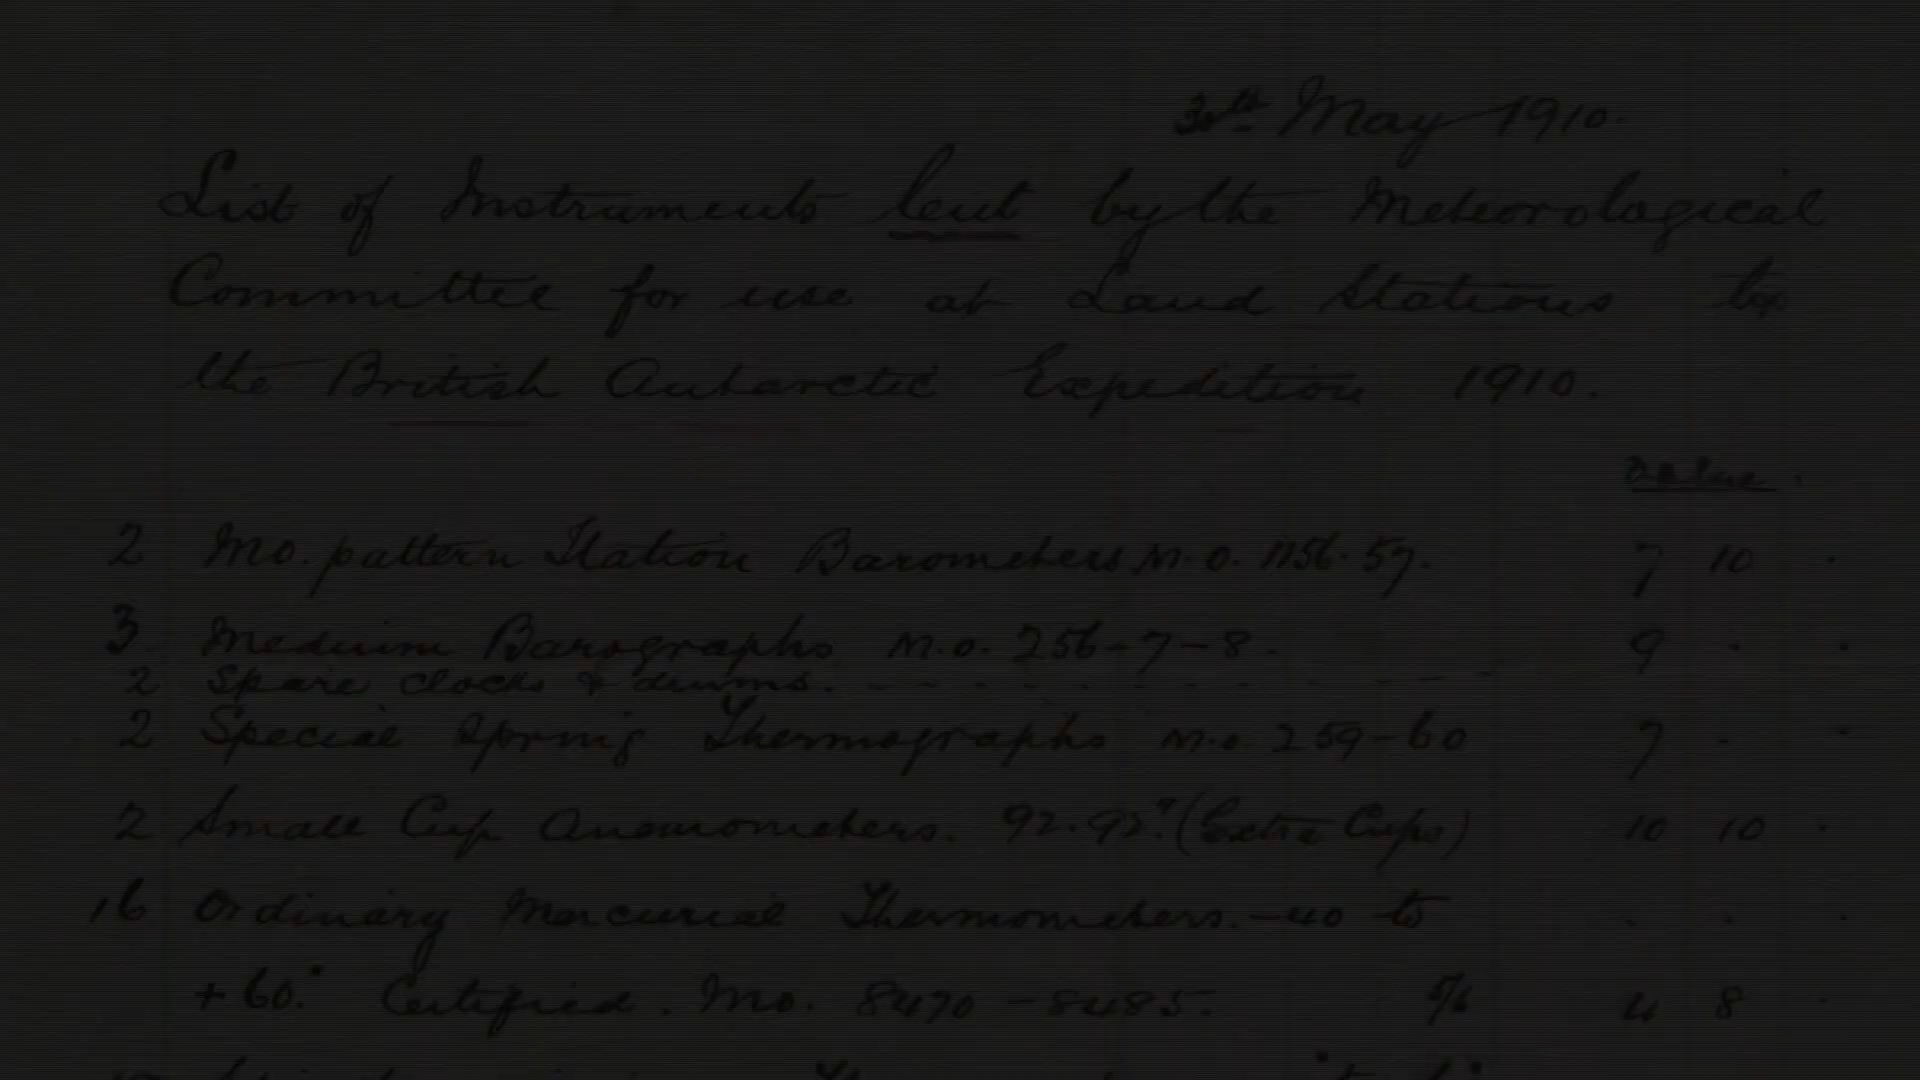 30th May 1910.
List of Instruments lent by the Meteorological
Committee for use at Land Stations to
the British Antarctic Expedition 1910.
Value.
2 Mo. pattern Station Barometers M.O. 1156.57. 7 10 .
3 Medium Barographs M.O. 256-7-8. 9 . .
2 Spare clocks & drums.
2 Special Spring Thermographs M.O. 259-60 7 . .
2 Small Cup Anemometers. 92.93. (Extra Cups) 10 10 .
16 Ordinary Mercurial Thermometers. -40 to . . .
+60.° Certified. Mo. 8470 - 8485. 5/6 4 8 .